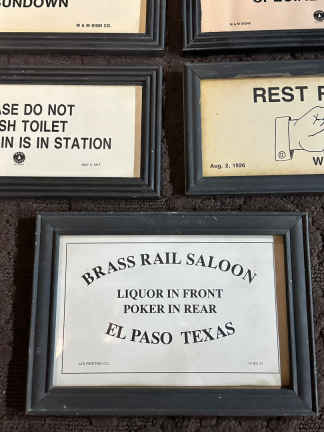 SUNDOWN
M & M SIGN CO.
ASE DO NOT
SH TOILET
IN IS IN STATION
REST R
Aug. 2, 1926
W
BRASS RAIL SALOON
LIQUOR IN FRONT
POKER IN REAR
EL PASO TEXAS